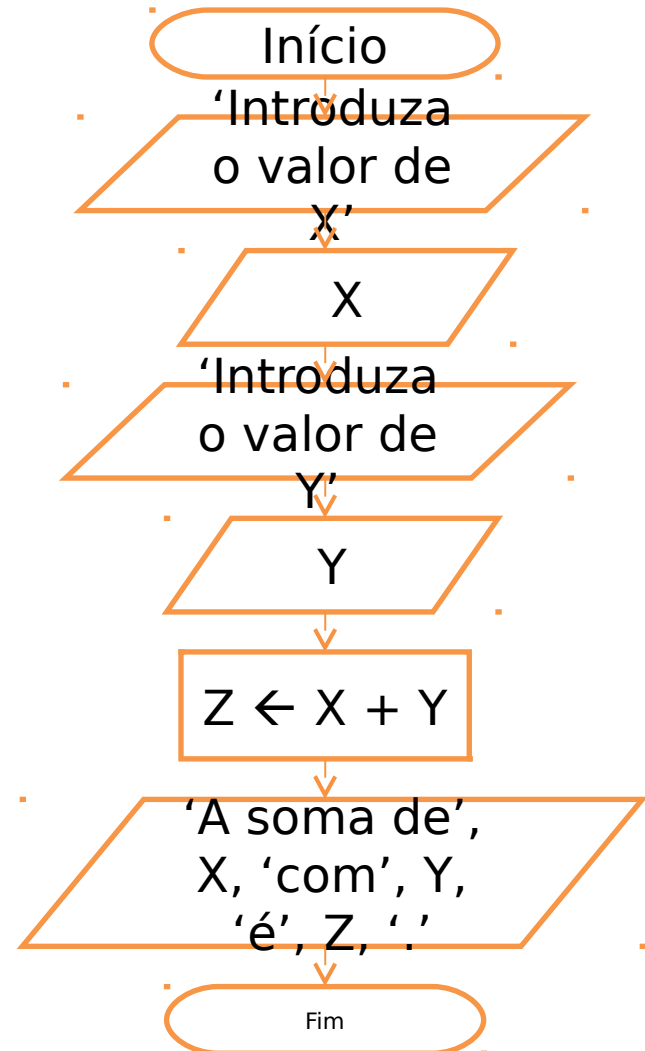 Início
‘Introduza
o valor de
X’
X
‘Introduza
o valor de
Y’
Y
Z ← X + Y
‘A soma de’,
X, ‘com’, Y,
‘é’, Z, ‘.’
Fim